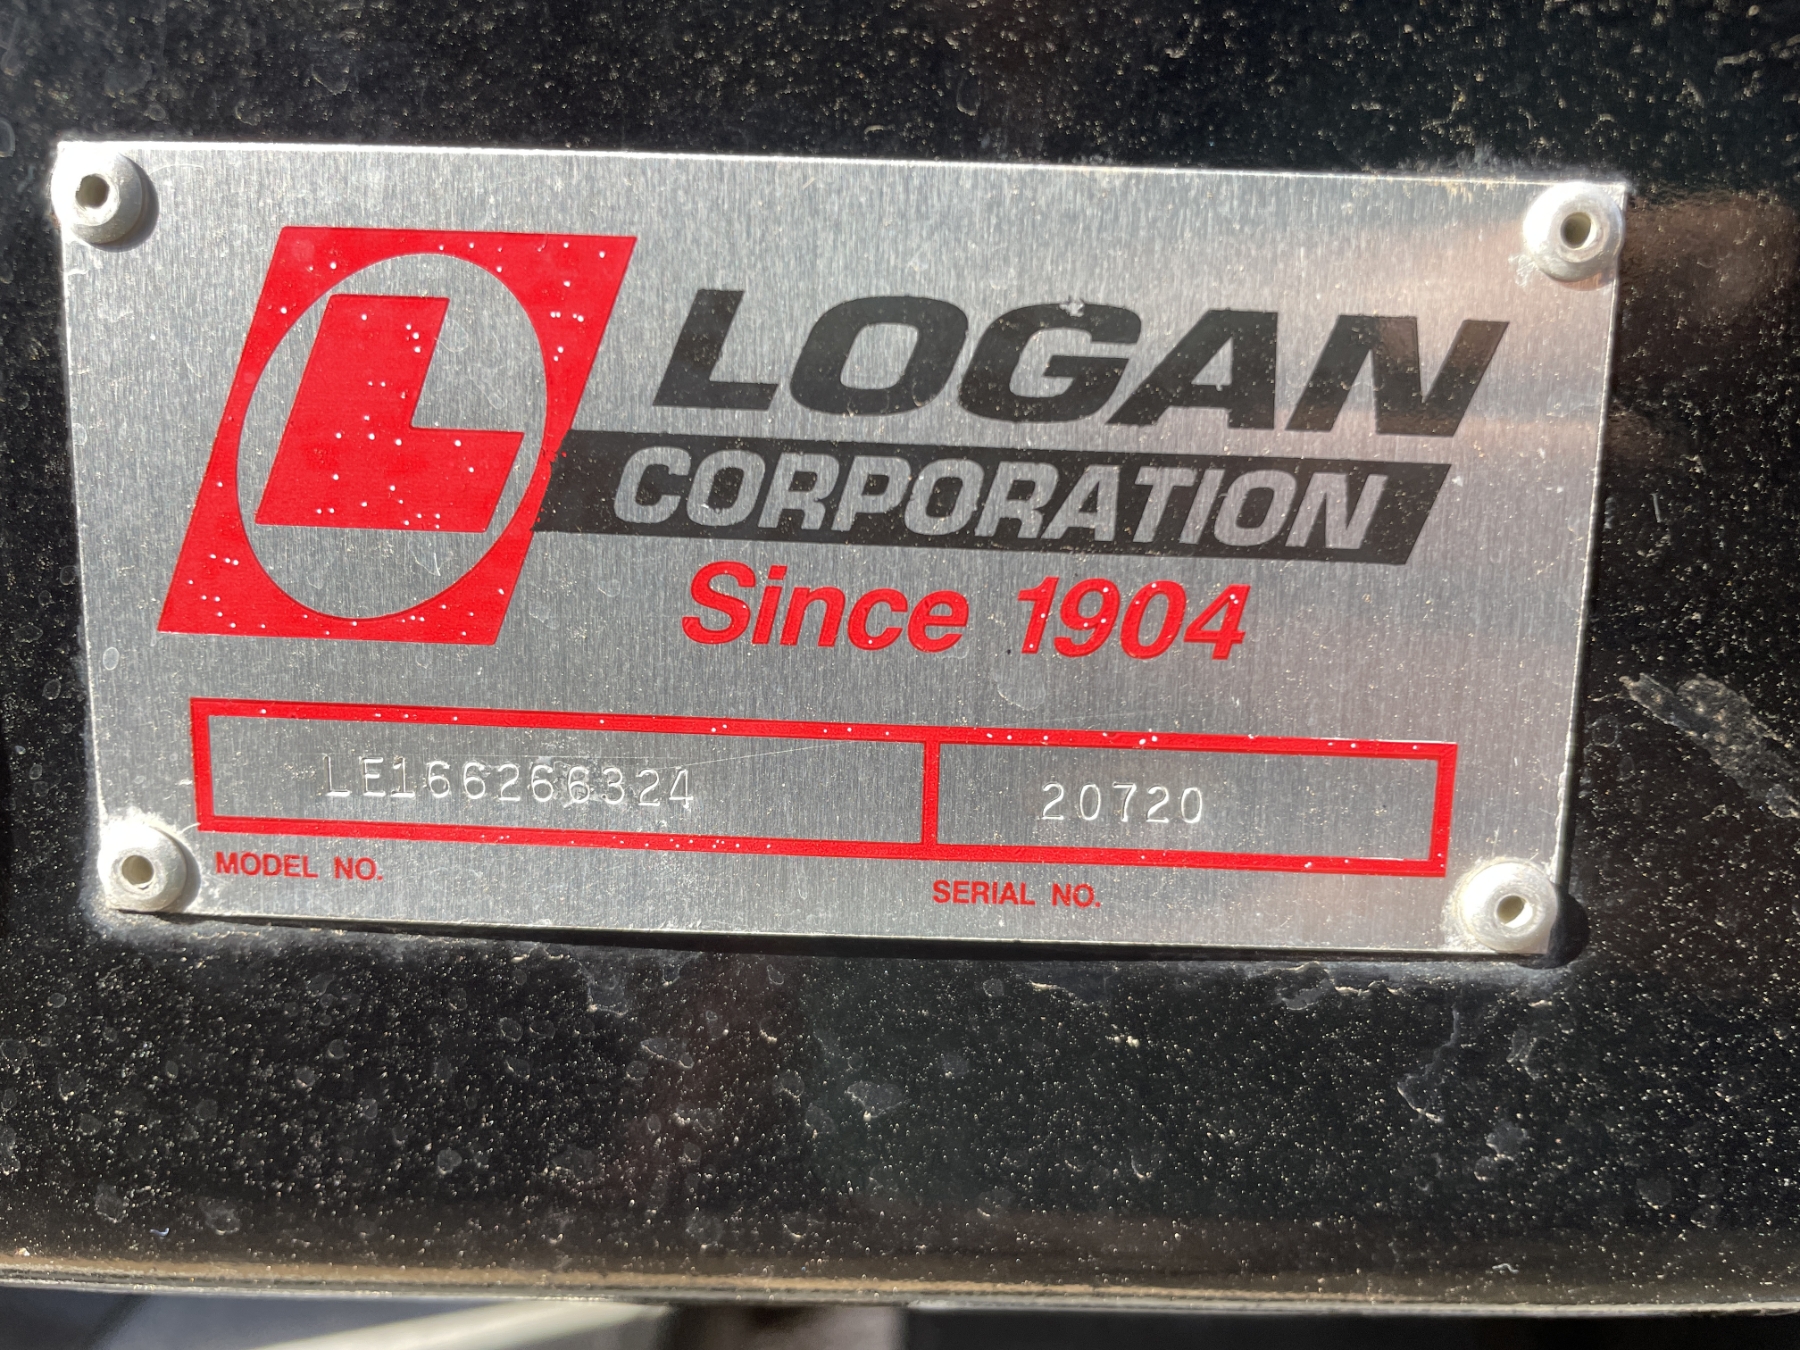 L
LOGAN
CORPORATION
Since 1904
LE166266324 20720
MODEL NO. SERIAL NO.